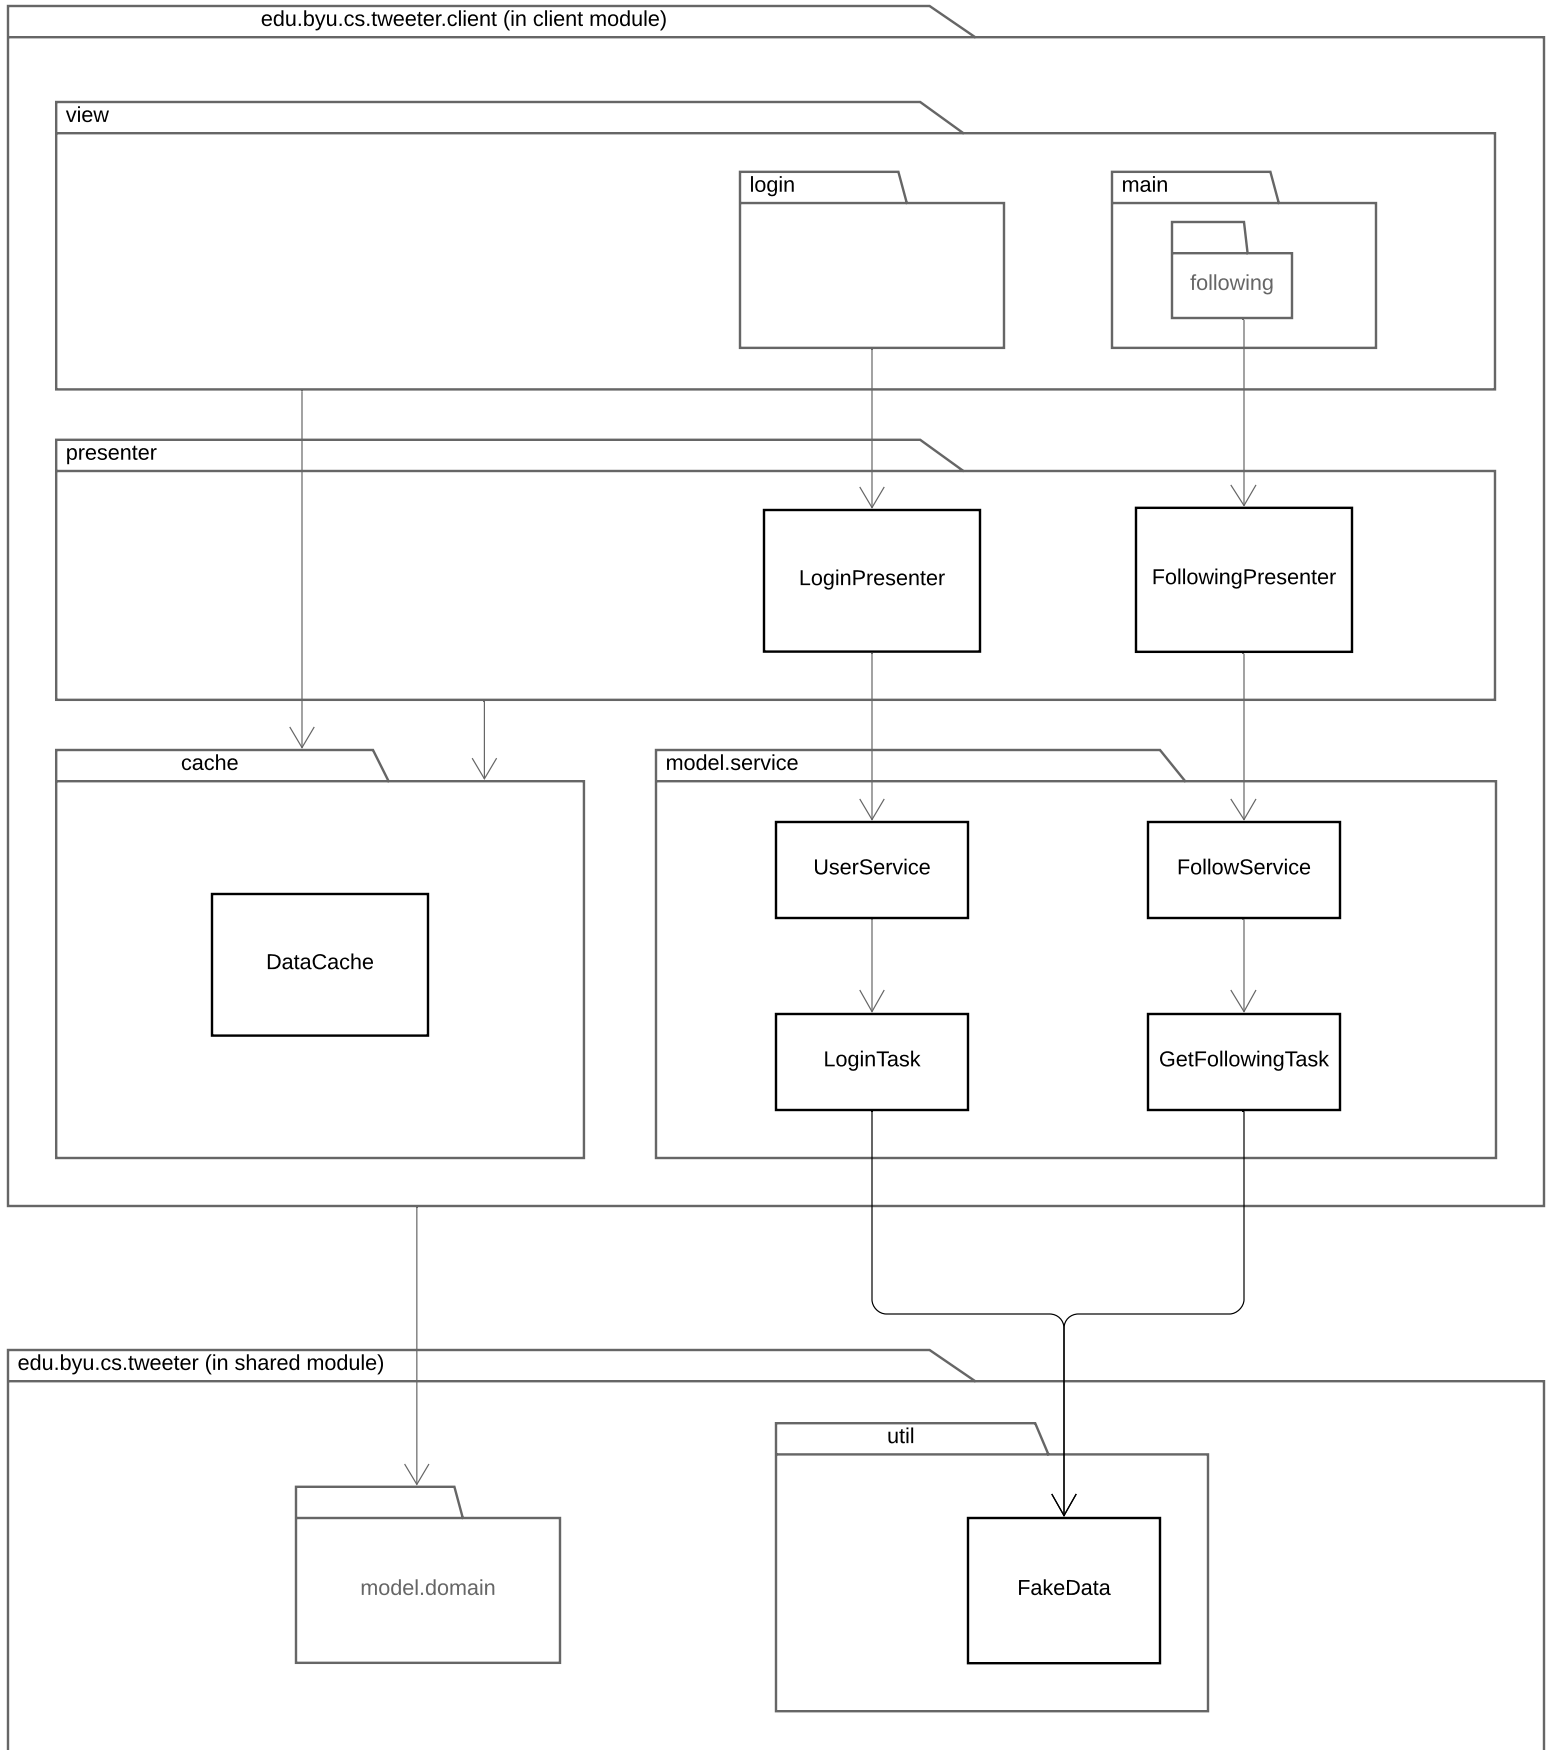 edu.byu.cs.tweeter.client (in client module)
view
login
main
following
presenter
LoginPresenter
FollowingPresenter
cache
model.service
UserService
FollowService
DataCache
LoginTask
GetFollowingTask
edu.byu.cs.tweeter (in shared module)
util
model.domain
FakeData